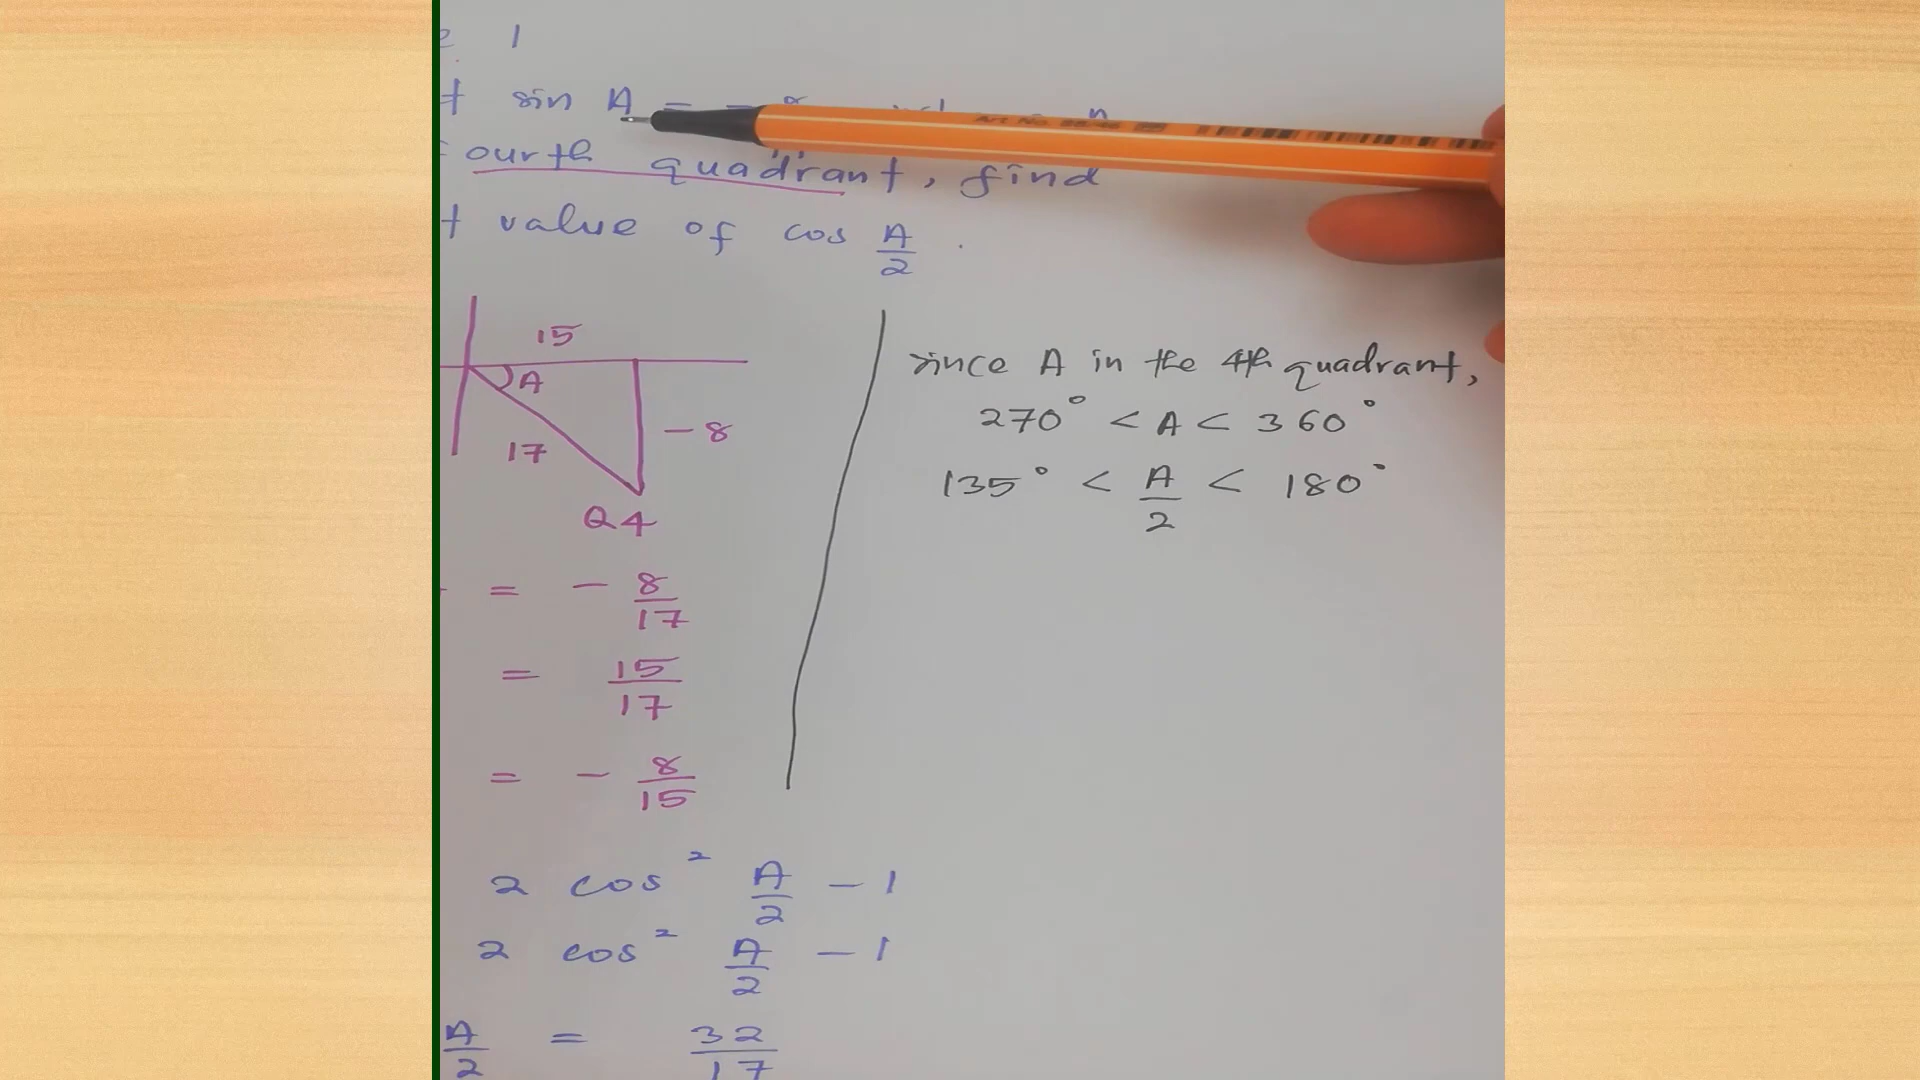 1
sin A = -
ourth quadrant, find
value of cos A/2 .
15
A
17
-8
Q4
= - 8/17
= 15/17
= - 8/15
2 cos² A/2 - 1
2 cos² A/2 - 1
A/2 = 32/17
since A in the 4th quadrant,
270° < A < 360°
135° < A/2 < 180°